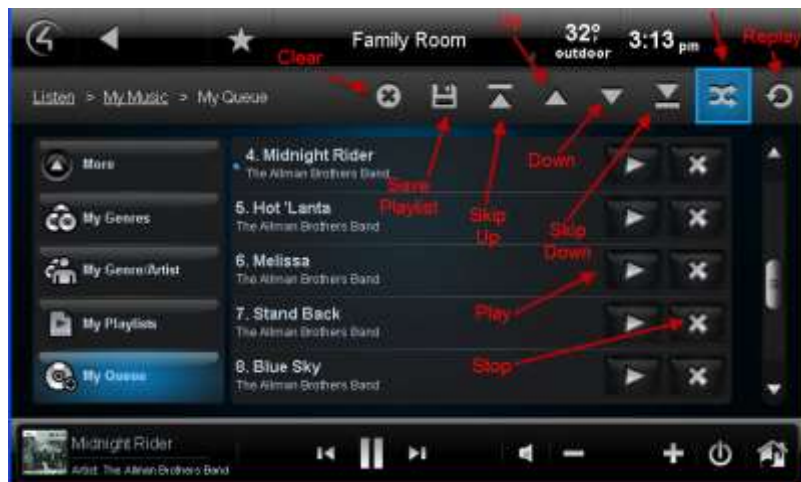 Family Room
32°
outdoor
3:13 pm
Replay
Clear
Up
Listen > My Music > My Queue
More
My Genres
My Genre/Artist
My Playlists
My Queue
4. Midnight Rider
The Allman Brothers Band
5. Hot 'Lanta
The Allman Brothers Band
6. Melissa
The Allman Brothers Band
7. Stand Back
The Allman Brothers Band
8. Blue Sky
The Allman Brothers Band
Save
Playlist
Skip
Up
Down
Skip
Down
Play
Stop
Midnight Rider
Artist: The Allman Brothers Band